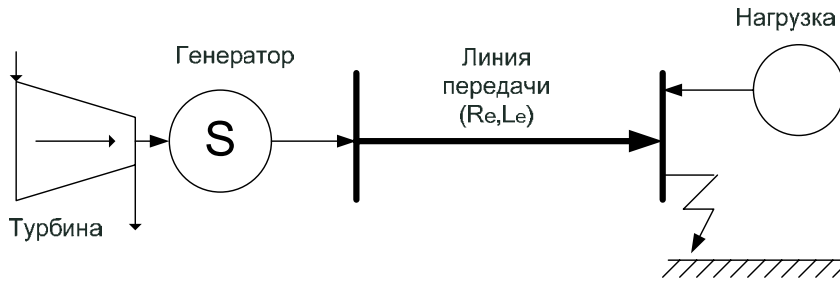 Нагрузка
Генератор
Линия
передачи
(Re,Le)
S
Турбина